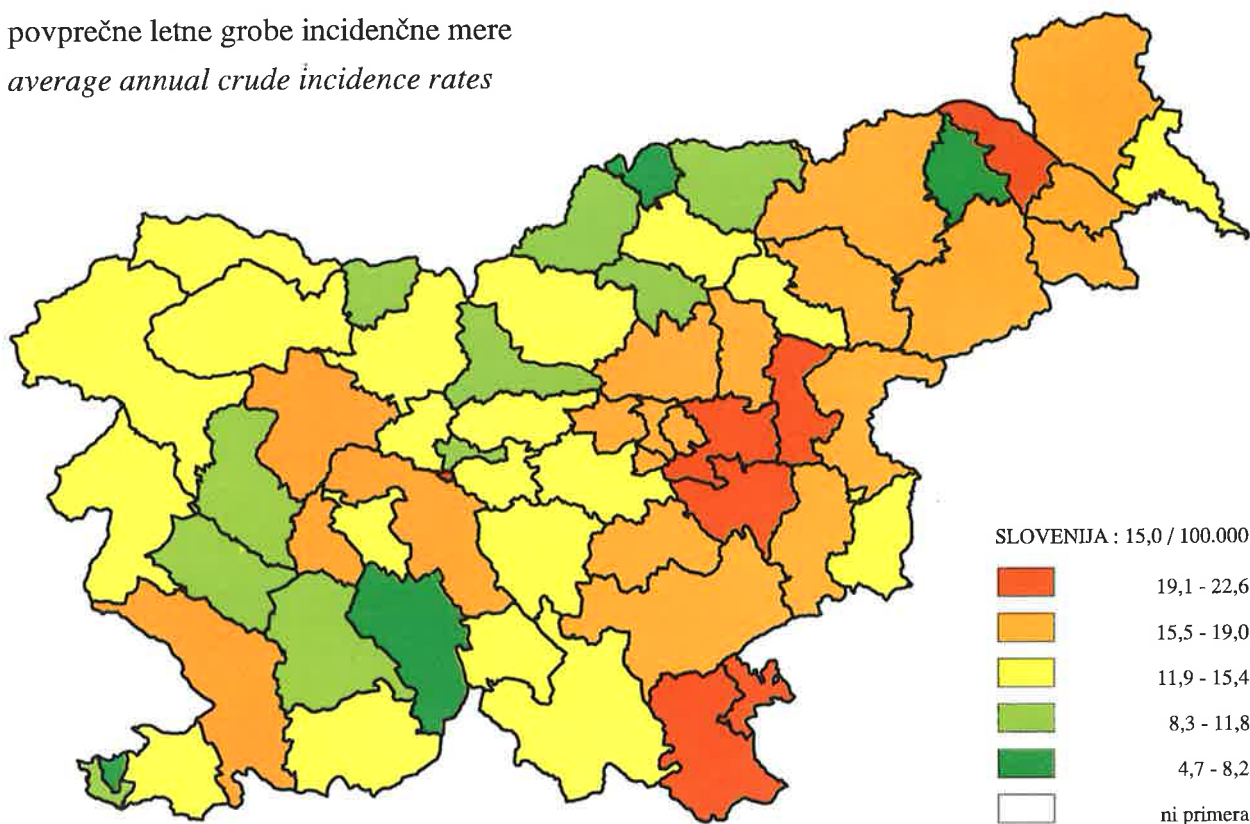 povprečne letne grobe incidenčne mere
average annual crude incidence rates
SLOVENIJA : 15,0 / 100.000
19,1 - 22,6
15,5 - 19,0
11,9 - 15,4
8,3 - 11,8
4,7 - 8,2
ni primera